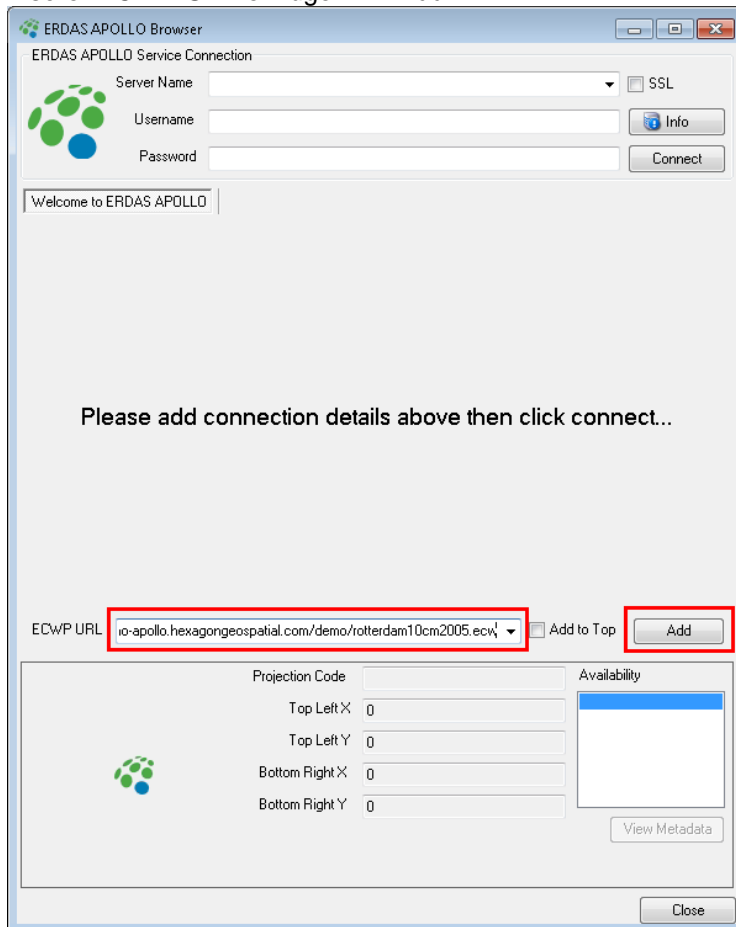 ERDAS APOLLO Browser
ERDAS APOLLO Service Connection
Server Name
SSL
Username
Info
Password
Connect
Welcome to ERDAS APOLLO
Please add connection details above then click connect...
ECWP URL
o-apollo.hexagongeospatial.com/demo/rotterdam10cm2005.ecw
Add to Top
Add
Projection Code
Availability
Top Left X 0
Top Left Y 0
Bottom Right X 0
Bottom Right Y 0
View Metadata
Close